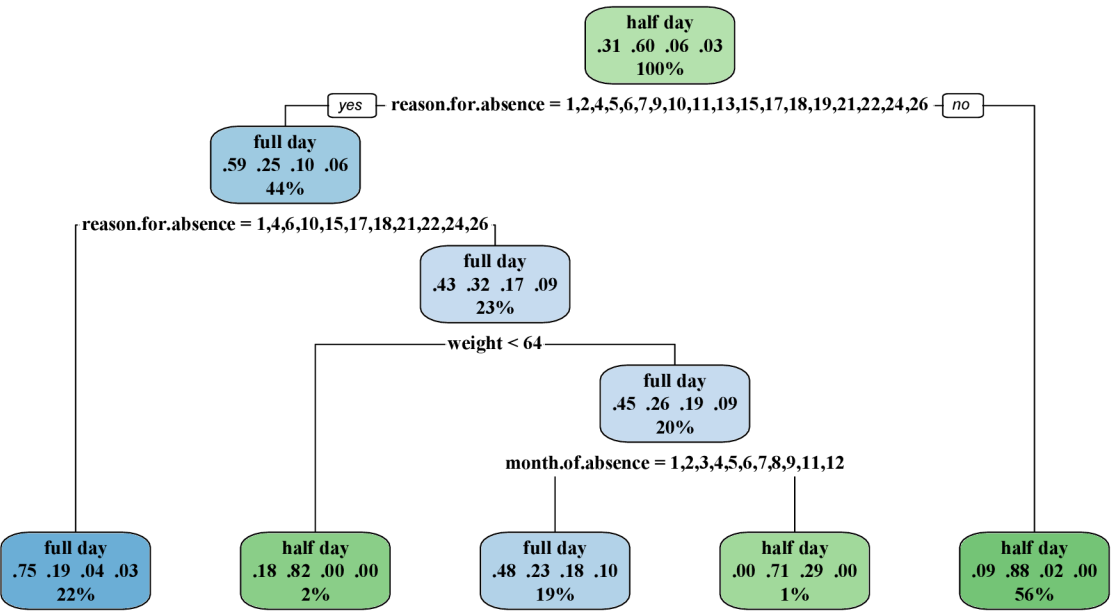 half day
.31 .60 .06 .03
100%
yes reason.for.absence = 1,2,4,5,6,7,9,10,11,13,15,17,18,19,21,22,24,26 no
full day
.59 .25 .10 .06
44%
reason.for.absence = 1,4,6,10,15,17,18,21,22,24,26
full day
.43 .32 .17 .09
23%
weight < 64
full day
.45 .26 .19 .09
20%
month.of.absence = 1,2,3,4,5,6,7,8,9,11,12
full day
.75 .19 .04 .03
22%
half day
.18 .82 .00 .00
2%
full day
.48 .23 .18 .10
19%
half day
.00 .71 .29 .00
1%
half day
.09 .88 .02 .00
56%